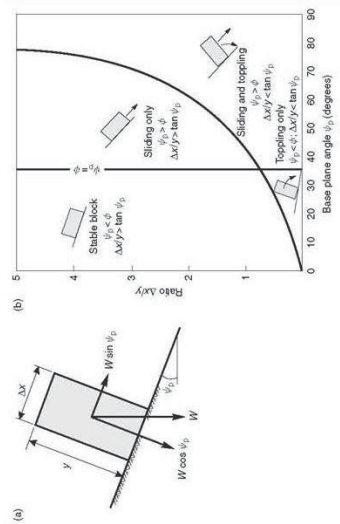 (a)
Δx
y
W sin ψp
ψp
W
W cos ψp
(b)
5
4
3
2
1
0
Ratio Δx/y
0
10
20
30
40
50
60
70
80
90
Base plane angle ψp (degrees)
Stable block
ψp < ϕ
Δx/y > tan ψp
ψp = ϕ
Sliding only
ψp > ϕ
Δx/y > tan ψp
Sliding and toppling
ψp > ϕ
Δx/y < tan ψp
Toppling only
ψp < ϕ; Δx/y < tan ψp